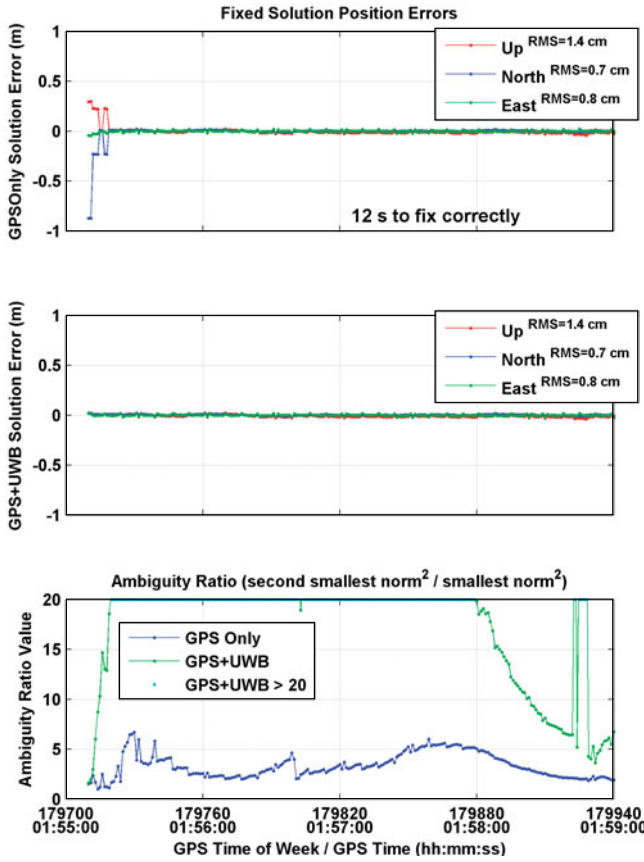 Fixed Solution Position Errors
GPSOnly Solution Error (m)
1
0.5
0
-0.5
-1
Up RMS=1.4 cm
North RMS=0.7 cm
East RMS=0.8 cm
12 s to fix correctly
GPS+UWB Solution Error (m)
1
0.5
0
-0.5
-1
Up RMS=1.4 cm
North RMS=0.7 cm
East RMS=0.8 cm
Ambiguity Ratio (second smallest norm² / smallest norm²)
Ambiguity Ratio Value
20
15
10
5
0
GPS Only
GPS+UWB
GPS+UWB > 20
179700 179760 179820 179880 179940
01:55:00 01:56:00 01:57:00 01:58:00 01:59:00
GPS Time of Week / GPS Time (hh:mm:ss)